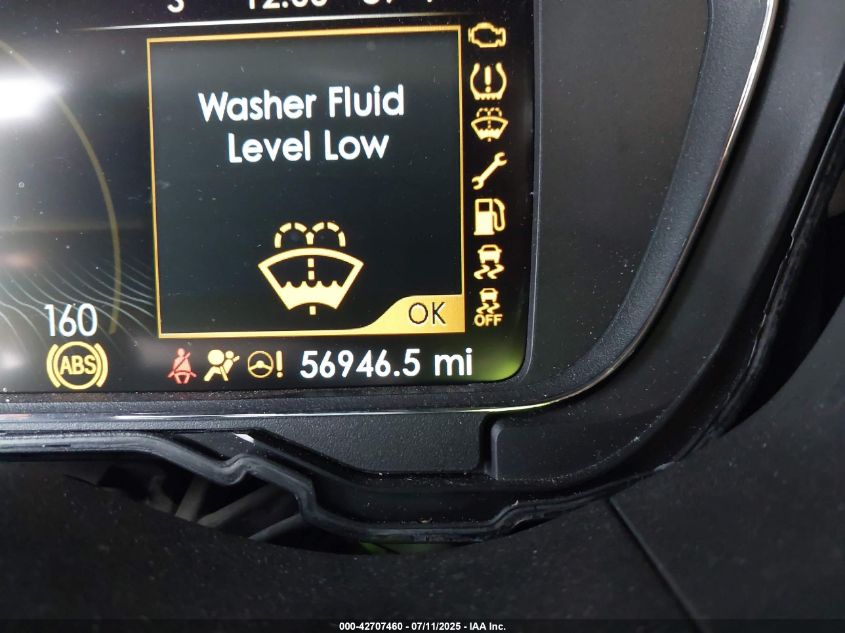 Washer Fluid
Level Low
OK
OFF
160
ABS
56946.5 mi
000-42707460 - 07/11/2025 - IAA Inc.